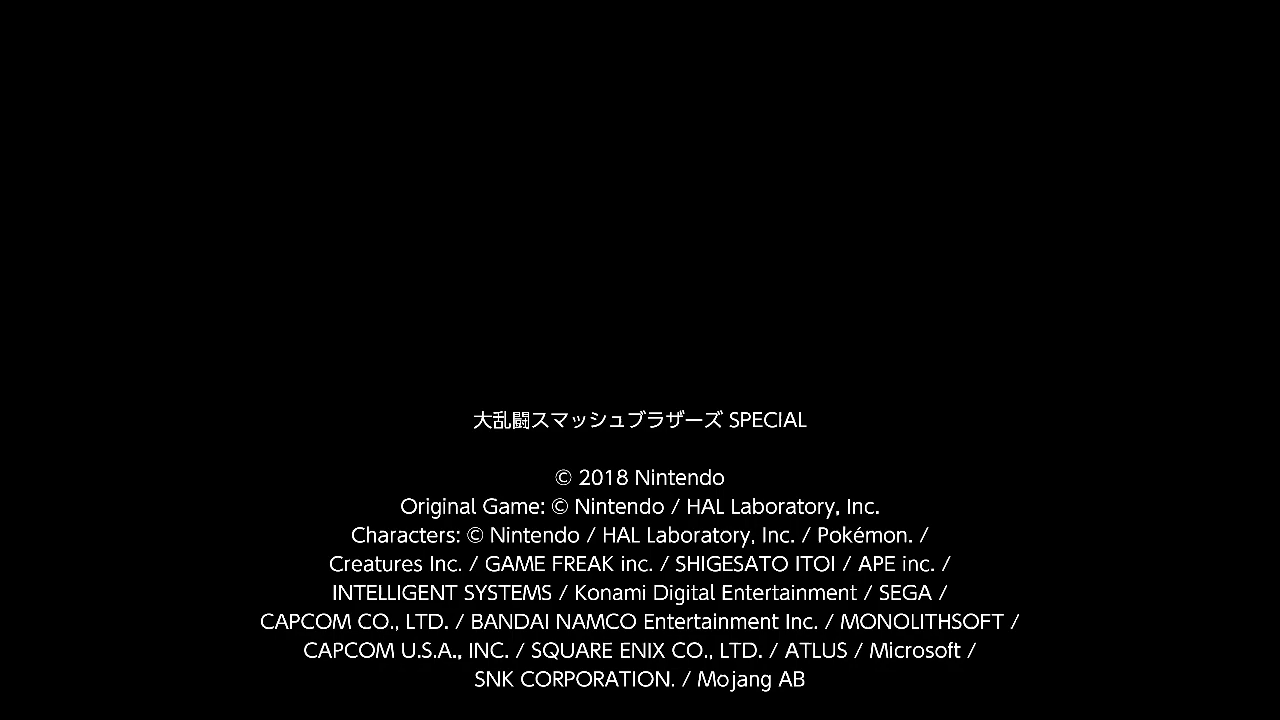 大乱闘スマッシュブラザーズ SPECIAL
© 2018 Nintendo
Original Game: © Nintendo / HAL Laboratory, Inc.
Characters: © Nintendo / HAL Laboratory, Inc. / Pokémon. /
Creatures Inc. / GAME FREAK inc. / SHIGESATO ITOI / APE inc. /
INTELLIGENT SYSTEMS / Konami Digital Entertainment / SEGA /
CAPCOM CO., LTD. / BANDAI NAMCO Entertainment Inc. / MONOLITHSOFT /
CAPCOM U.S.A., INC. / SQUARE ENIX CO., LTD. / ATLUS / Microsoft /
SNK CORPORATION. / Mojang AB